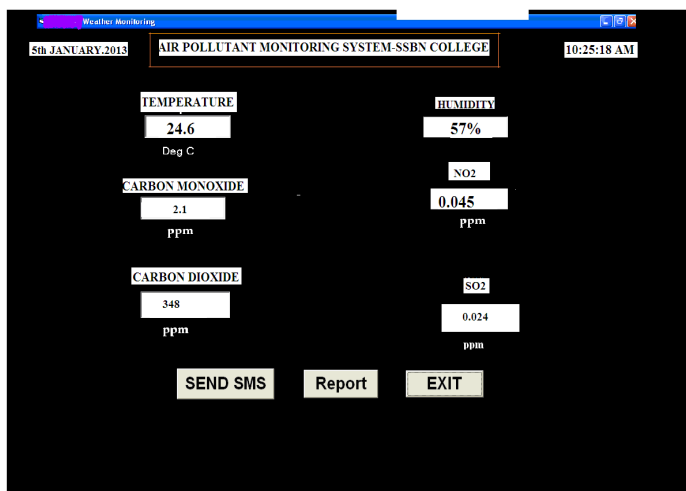 Weather Monitoring
5th JANUARY.2013
AIR POLLUTANT MONITORING SYSTEM-SSBN COLLEGE
10:25:18 AM
TEMPERATURE
HUMIDITY
24.6
57%
Deg C
NO2
CARBON MONOXIDE
0.045
2.1
ppm
ppm
CARBON DIOXIDE
SO2
348
0.024
ppm
ppm
SEND SMS
Report
EXIT